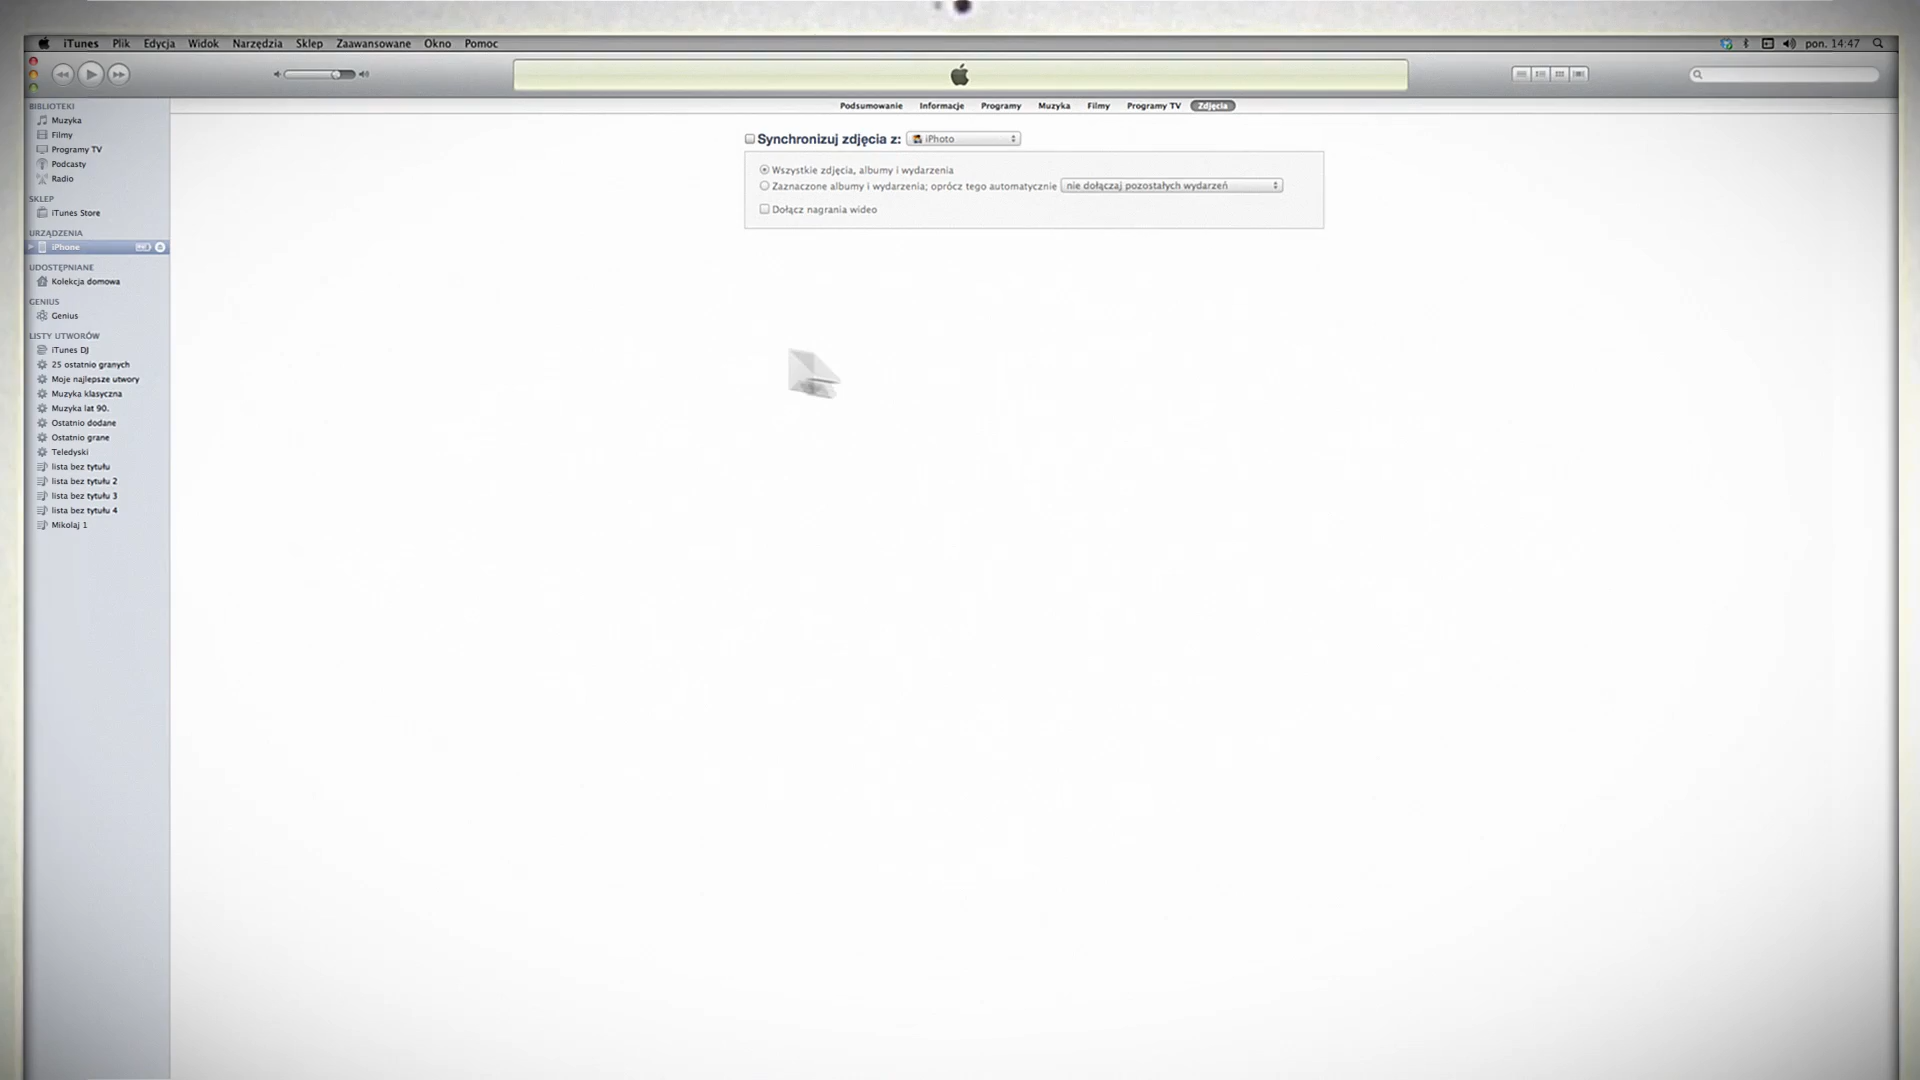 iTunes Plik Edycja Widok Narzędzia Sklep Zaawansowane Okno Pomoc pon. 14:47
Podsumowanie Informacje Programy Muzyka Filmy Programy TV Zdjęcia
BIBLIOTEKI
Muzyka
Filmy
Programy TV
Podcasty
Radio
SKLEP
iTunes Store
URZĄDZENIA
iPhone
UDOSTĘPNIANE
Kolekcja domowa
GENIUS
Genius
LISTY UTWORÓW
iTunes DJ
25 ostatnio granych
Moje najlepsze utwory
Muzyka klasyczna
Muzyka lat 90.
Ostatnio dodane
Ostatnio grane
Teledyski
lista bez tytułu
lista bez tytułu 2
lista bez tytułu 3
lista bez tytułu 4
Mikolaj 1
Synchronizuj zdjęcia z: iPhoto
Wszystkie zdjęcia, albumy i wydarzenia
Zaznaczone albumy i wydarzenia; oprócz tego automatycznie nie dołączaj pozostałych wydarzeń
Dołącz nagrania wideo